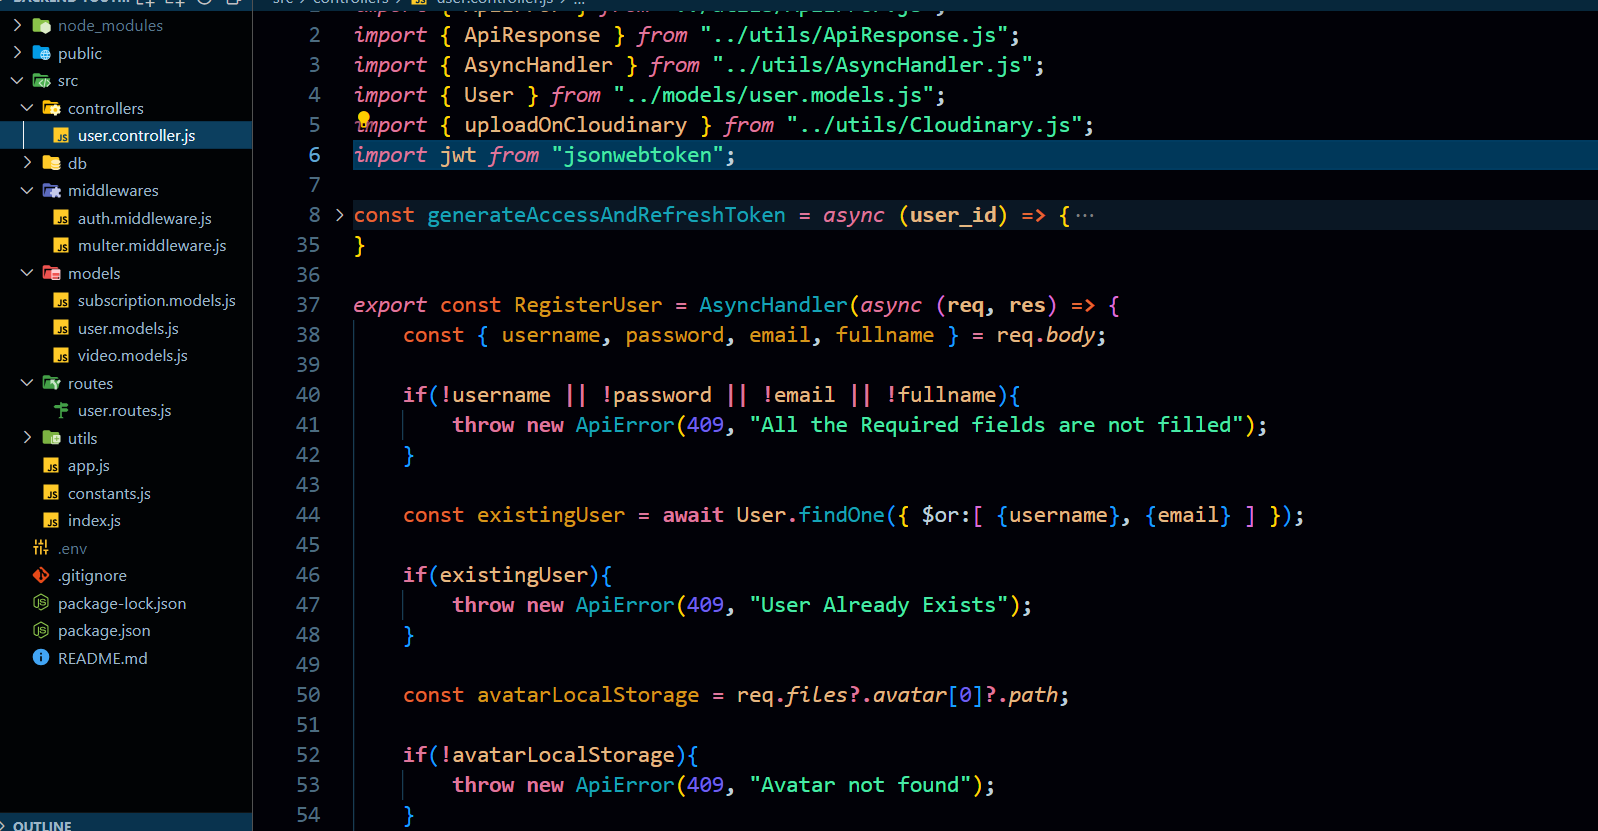 node_modules
public
src
controllers
user.controller.js
db
middlewares
auth.middleware.js
multer.middleware.js
models
subscription.models.js
user.models.js
video.models.js
routes
user.routes.js
utils
app.js
constants.js
index.js
.env
.gitignore
package-lock.json
package.json
README.md
OUTLINE
src > controllers > user.controller.js > ...
import { ApiError } from "../utils/ApiError.js";
2 import { ApiResponse } from "../utils/ApiResponse.js";
3 import { AsyncHandler } from "../utils/AsyncHandler.js";
4 import { User } from "../models/user.models.js";
5 import { uploadOnCloudinary } from "../utils/Cloudinary.js";
6 import jwt from "jsonwebtoken";
7
8 const generateAccessAndRefreshToken = async (user_id) => {···
35 }
36
37 export const RegisterUser = AsyncHandler(async (req, res) => {
38 const { username, password, email, fullname } = req.body;
39
40 if(!username || !password || !email || !fullname){
41 throw new ApiError(409, "All the Required fields are not filled");
42 }
43
44 const existingUser = await User.findOne({ $or:[ {username}, {email} ] });
45
46 if(existingUser){
47 throw new ApiError(409, "User Already Exists");
48 }
49
50 const avatarLocalStorage = req.files?.avatar[0]?.path;
51
52 if(!avatarLocalStorage){
53 throw new ApiError(409, "Avatar not found");
54 }